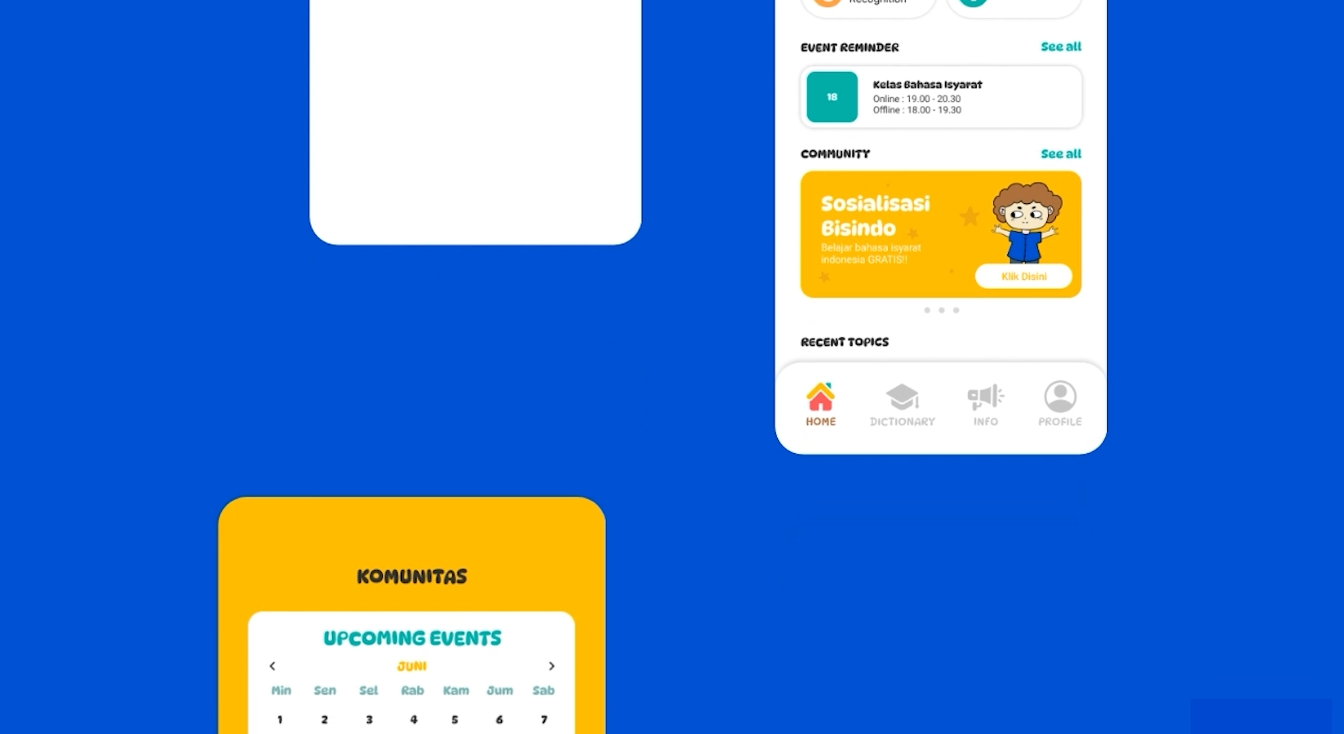 Recognition
EVENT REMINDER
See all
18
Kelas Bahasa Isyarat
Online : 19.00 - 20.30
Offline : 18.00 - 19.30
COMMUNITY
See all
Sosialisasi
Bisindo
Belajar bahasa isyarat
indonesia GRATIS!!
Klik Disini
RECENT TOPICS
HOME
DICTIONARY
INFO
PROFILE
KOMUNITAS
UPCOMING EVENTS
JUNI
Min Sen Sel Rab Kam Jum Sab
1 2 3 4 5 6 7